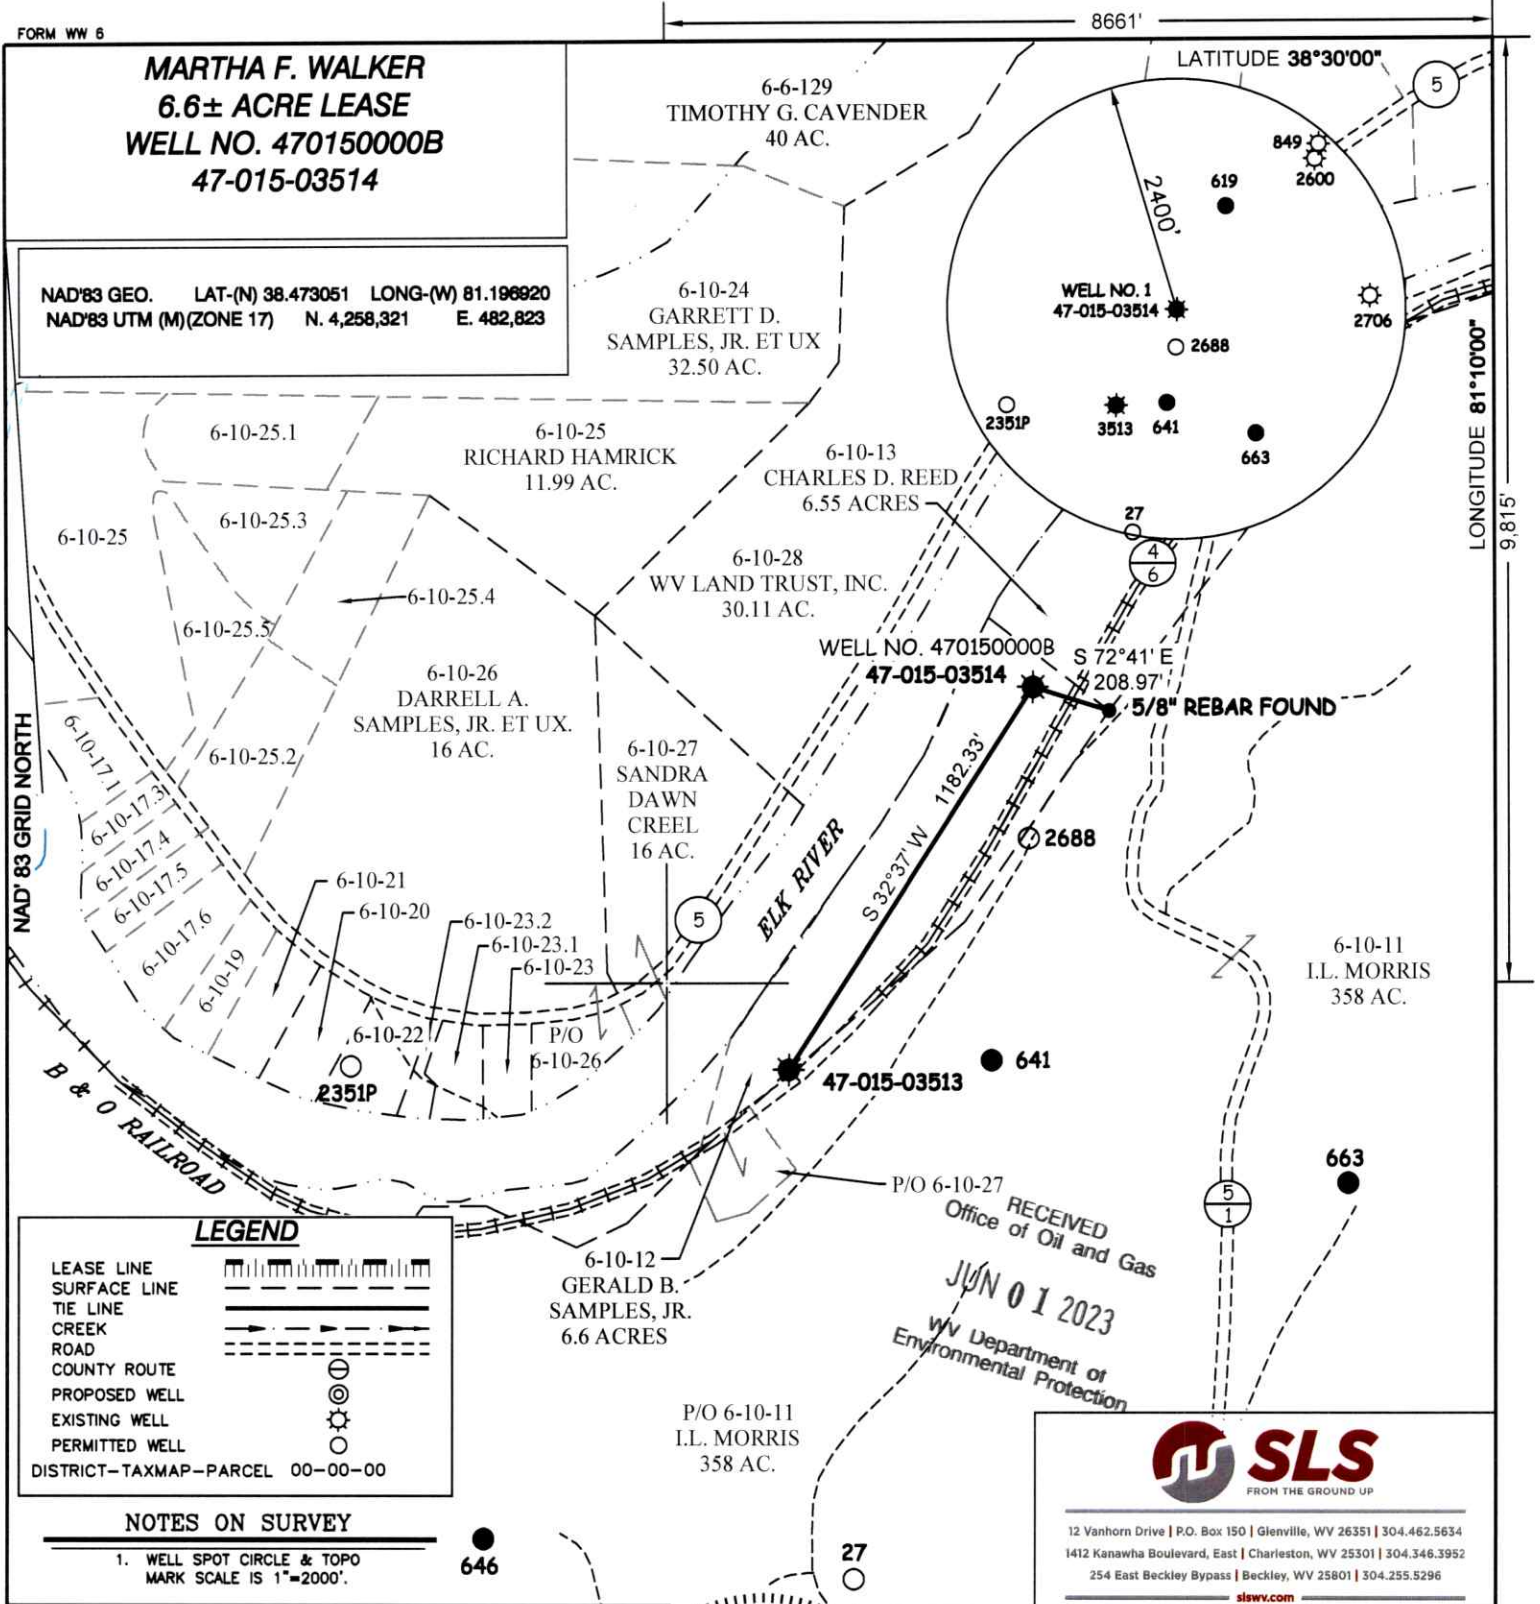 FORM WW 6
8661'
MARTHA F. WALKER
6.6± ACRE LEASE
WELL NO. 470150000B
47-015-03514
NAD'83 GEO. LAT-(N) 38.473051 LONG-(W) 81.196920
NAD'83 UTM (M)(ZONE 17) N. 4,258,321 E. 482,823
6-6-129
TIMOTHY G. CAVENDER
40 AC.
LATITUDE 38°30'00"
5
849
2600
619
2400'
WELL NO. 1
47-015-03514
2706
2688
2351P
3513
641
663
27
LONGITUDE 81°10'00"
9,815'
6-10-24
GARRETT D.
SAMPLES, JR. ET UX
32.50 AC.
6-10-25.1
6-10-25
RICHARD HAMRICK
11.99 AC.
6-10-13
CHARLES D. REED
6.55 ACRES
6-10-25.3
6-10-25
4
6
6-10-28
WV LAND TRUST, INC.
30.11 AC.
6-10-25.4
6-10-25.5
WELL NO. 470150000B
47-015-03514
S 72°41' E
208.97'
5/8" REBAR FOUND
6-10-26
DARRELL A.
SAMPLES, JR. ET UX.
16 AC.
6-10-25.2
6-10-27
SANDRA
DAWN
CREEL
16 AC.
NAD'83 GRID NORTH
6-10-17.1
6-10-17.3
6-10-17.4
6-10-17.5
6-10-17.6
6-10-19
6-10-21
6-10-20
6-10-23.2
6-10-23.1
6-10-23
6-10-22
P/O
6-10-26
2351P
5
ELK RIVER
S 32°37' W
1182.33'
2688
6-10-11
I.L. MORRIS
358 AC.
641
47-015-03513
663
B & O RAILROAD
P/O 6-10-27
5
1
RECEIVED
Office of Oil and Gas
JUN 01 2023
WV Department of
Environmental Protection
6-10-12
GERALD B.
SAMPLES, JR.
6.6 ACRES
LEGEND
LEASE LINE
SURFACE LINE
TIE LINE
CREEK
ROAD
COUNTY ROUTE
PROPOSED WELL
EXISTING WELL
PERMITTED WELL
DISTRICT-TAXMAP-PARCEL 00-00-00
P/O 6-10-11
I.L. MORRIS
358 AC.
NOTES ON SURVEY
1. WELL SPOT CIRCLE & TOPO
MARK SCALE IS 1"=2000'.
646
27
SLS
FROM THE GROUND UP
12 Vanhorn Drive | P.O. Box 150 | Glenville, WV 26351 | 304.462.5634
1412 Kanawha Boulevard, East | Charleston, WV 25301 | 304.346.3952
254 East Beckley Bypass | Beckley, WV 25801 | 304.255.5296
slswv.com